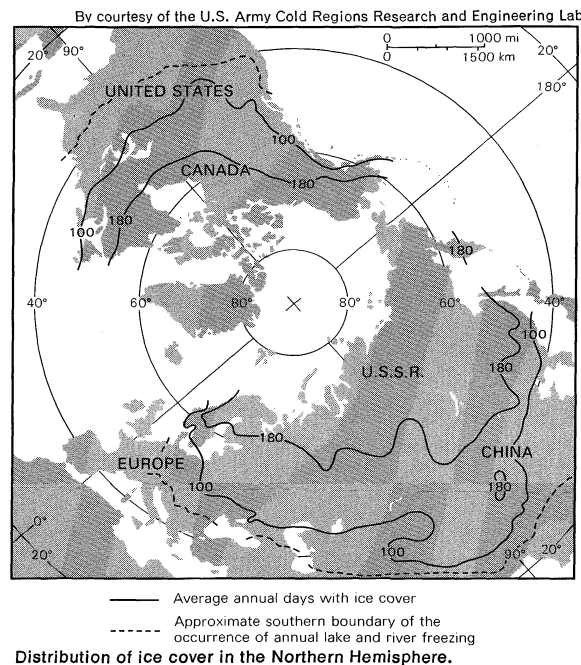 By courtesy of the U.S. Army Cold Regions Research and Engineering Lab
0 1000 mi
0 1500 km
20°
90°
20°
180°
UNITED STATES
100
CANADA
180
180
100
180
40°
60°
80°
80°
60°
40°
100
U.S.S.R.
180
180
EUROPE
CHINA
100
180
0°
20°
100
90°
20°
Average annual days with ice cover
Approximate southern boundary of the
occurrence of annual lake and river freezing
Distribution of ice cover in the Northern Hemisphere.